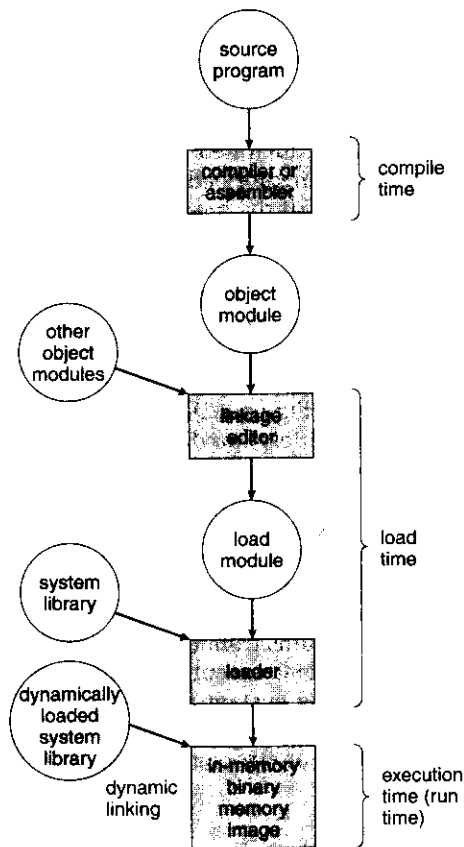 source
program
compiler or
assembler
compile
time
object
module
other
object
modules
linkage
editor
load
module
load
time
system
library
loader
dynamically
loaded
system
library
dynamic
linking
in-memory
binary
memory
image
execution
time (run
time)